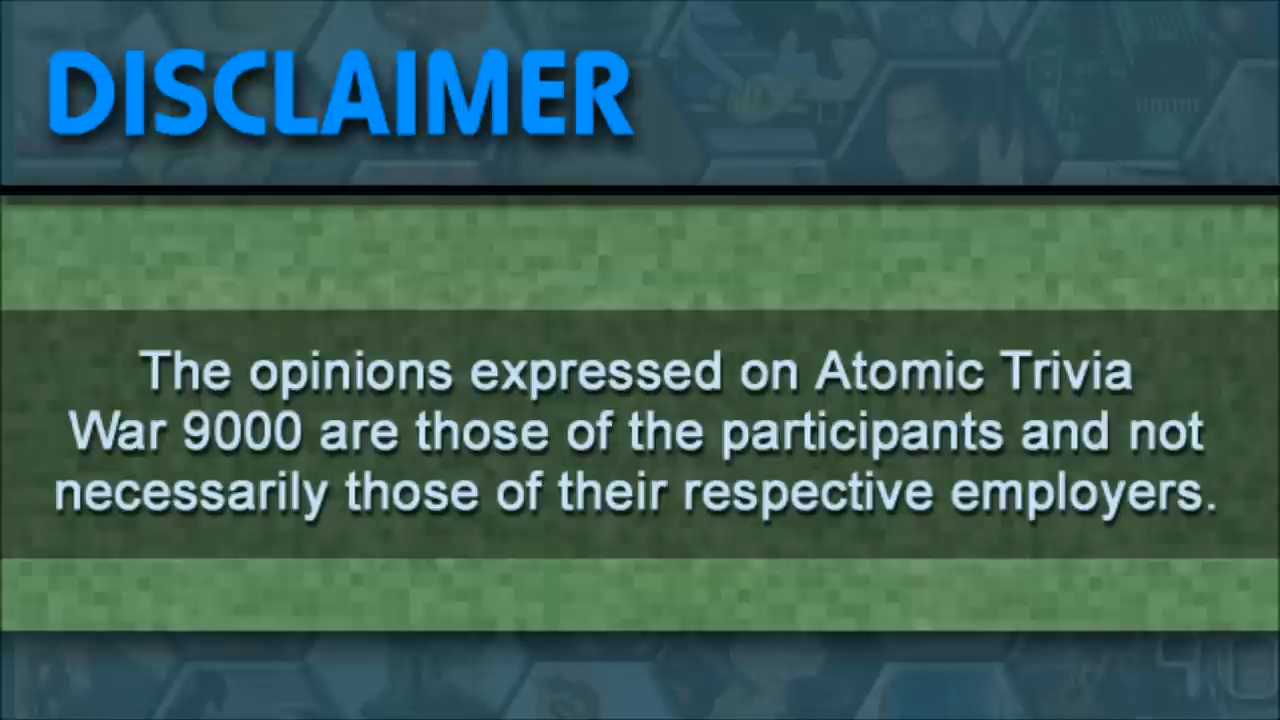 DISCLAIMER
The opinions expressed on Atomic Trivia
War 9000 are those of the participants and not
necessarily those of their respective employers.